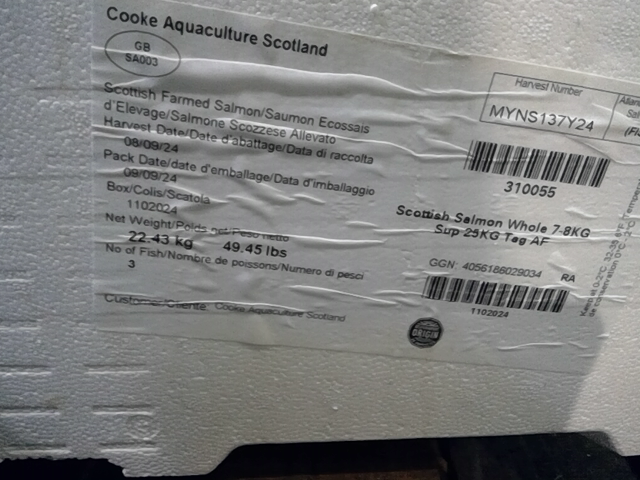 Cooke Aquaculture Scotland
GB
SA003
Scottish Farmed Salmon/Saumon Ecossais
d'Elevage/Salmone Scozzese Allevato
Harvest Date/Date d'abattage/Data di raccolta
08/09/24
Pack Date/date d'emballage/Data d'imballaggio
09/09/24
Box/Colis/Scatola
1102024
Net Weight/Poids net/Peso netto
22.43 kg 49.45 lbs
No of Fish/Nombre de poissons/Numero di pesci
3
Customer/Cliente: Cooke Aquaculture Scotland
Harvest Number
MYNS137Y24
310055
Scottish Salmon Whole 7-8KG
Sup 25KG Tag AF
GGN: 4056186029034 RA
1102024
ORIGIN